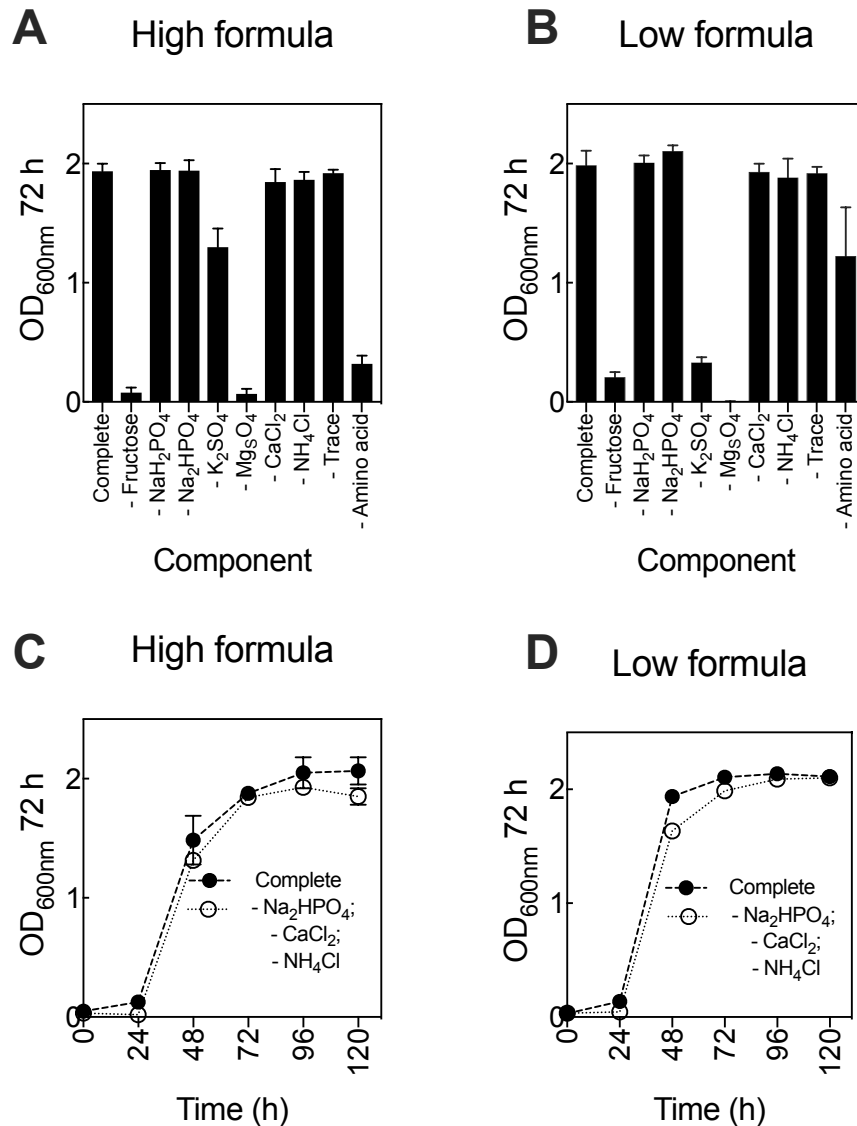 A
High formula
OD600nm 72 h
2
1
0
Complete
- Fructose
- NaH2PO4
- Na2HPO4
- K2SO4
- MgSO4
- CaCl2
- NH4Cl
- Trace
- Amino acid
Component
B
Low formula
OD600nm 72 h
2
1
0
Complete
- Fructose
- NaH2PO4
- Na2HPO4
- K2SO4
- MgSO4
- CaCl2
- NH4Cl
- Trace
- Amino acid
Component
C
High formula
OD600nm 72 h
2
1
0
Complete
- Na2HPO4;
- CaCl2;
- NH4Cl
0 24 48 72 96 120
Time (h)
D
Low formula
OD600nm 72 h
2
1
0
Complete
- Na2HPO4;
- CaCl2;
- NH4Cl
0 24 48 72 96 120
Time (h)